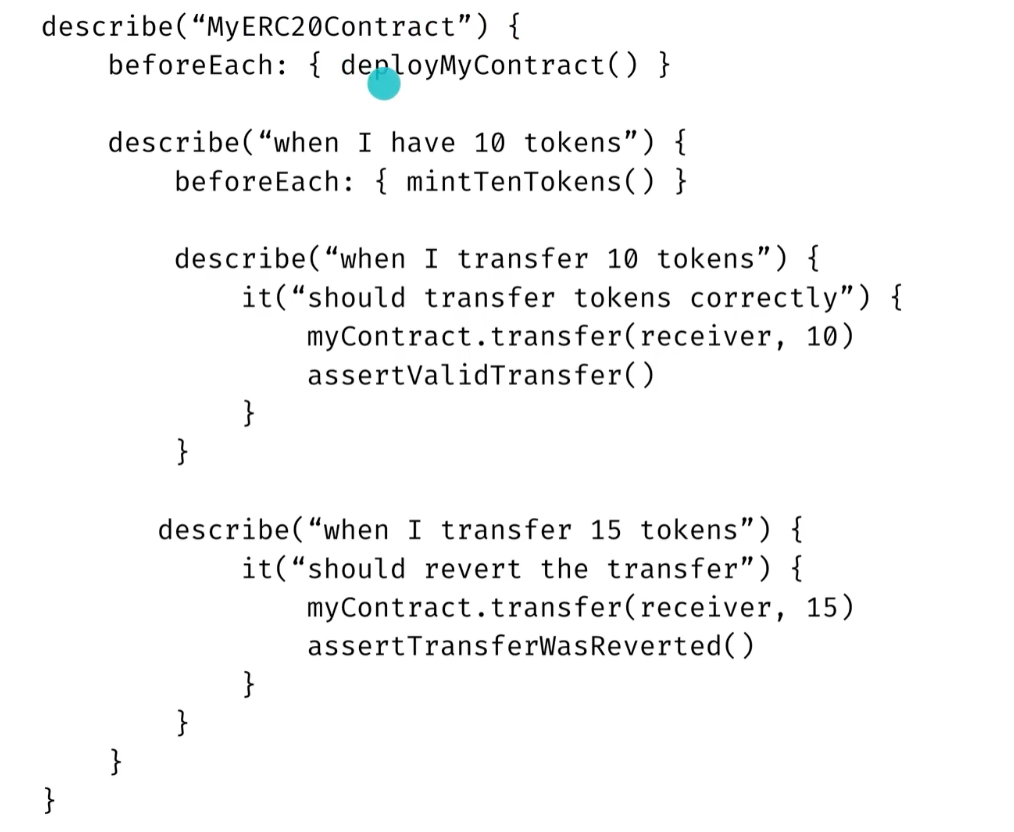 describe(“MyERC20Contract”) {
beforeEach: { deployMyContract() }
describe(“when I have 10 tokens”) {
beforeEach: { mintTenTokens() }
describe(“when I transfer 10 tokens”) {
it(“should transfer tokens correctly”) {
myContract.transfer(receiver, 10)
assertValidTransfer()
}
}
describe(“when I transfer 15 tokens”) {
it(“should revert the transfer”) {
myContract.transfer(receiver, 15)
assertTransferWasReverted()
}
}
}
}